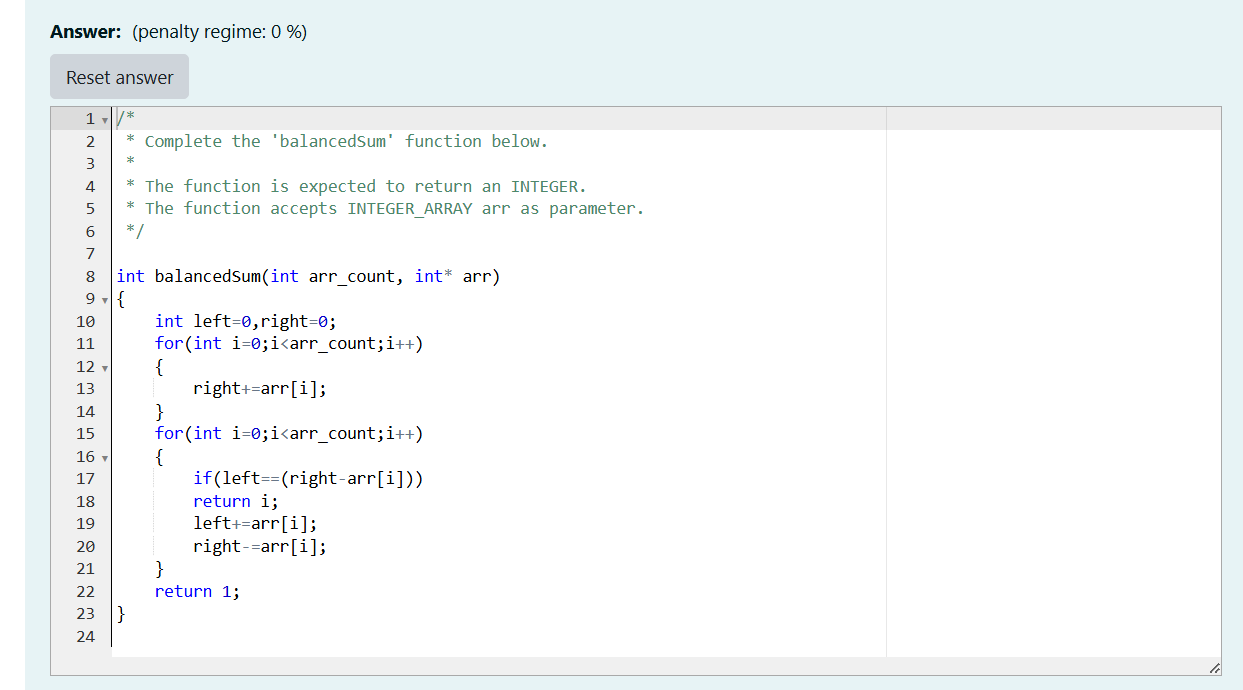 Answer: (penalty regime: 0 %)
Reset answer
1 /*
2  * Complete the 'balancedSum' function below.
3  *
4  * The function is expected to return an INTEGER.
5  * The function accepts INTEGER_ARRAY arr as parameter.
6  */
7
8 int balancedSum(int arr_count, int* arr)
9 {
10     int left=0,right=0;
11     for(int i=0;i<arr_count;i++)
12     {
13         right+=arr[i];
14     }
15     for(int i=0;i<arr_count;i++)
16     {
17         if(left==(right-arr[i]))
18         return i;
19         left+=arr[i];
20         right-=arr[i];
21     }
22     return 1;
23 }
24